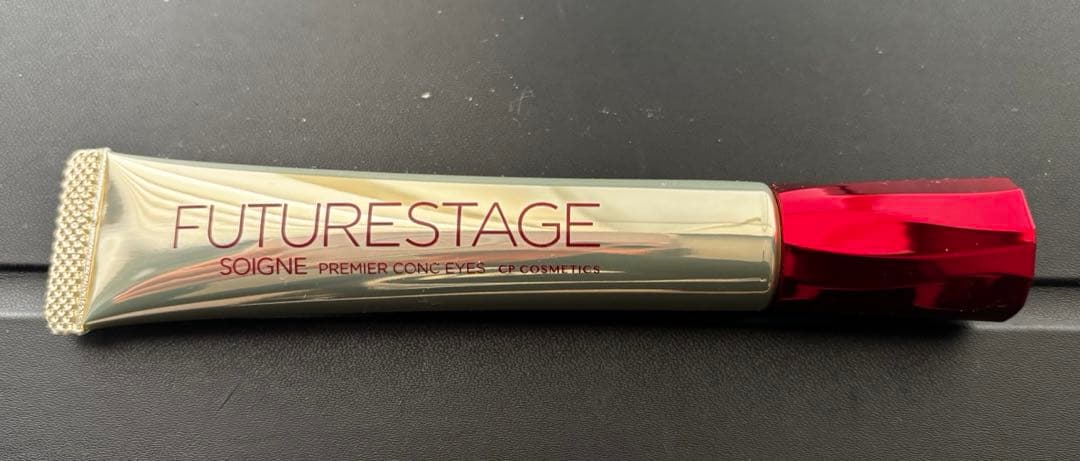 FUTURESTAGE
SOIGNE PREMIER CONC EYES CP COSMETICS